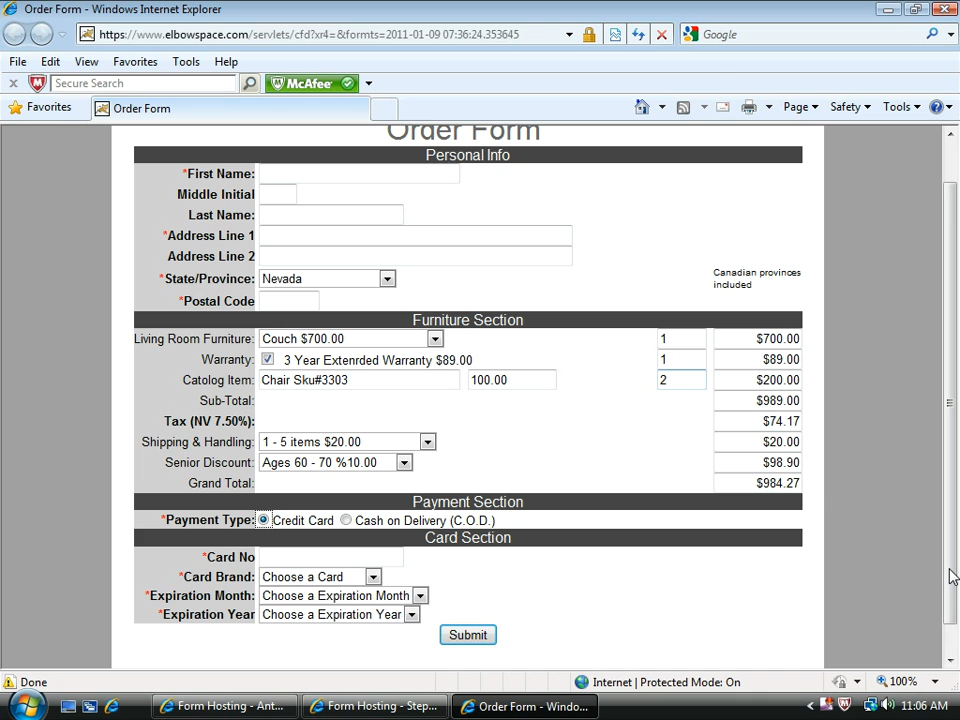 Order Form - Windows Internet Explorer
https://www.elbowspace.com/servlets/cfd?xr4=&formts=2011-01-09 07:36:24.353645
Google
File Edit View Favorites Tools Help
Secure Search McAfee
Favorites Order Form Page Safety Tools
Order Form
Personal Info
*First Name:
Middle Initial
Last Name:
*Address Line 1
Address Line 2
*State/Province: Nevada Canadian provinces included
*Postal Code
Furniture Section
Living Room Furniture: Couch $700.00 1 $700.00
Warranty: 3 Year Extenrded Warranty $89.00 1 $89.00
Catolog Item: Chair Sku#3303 100.00 2 $200.00
Sub-Total: $989.00
Tax (NV 7.50%): $74.17
Shipping & Handling: 1 - 5 items $20.00 $20.00
Senior Discount: Ages 60 - 70 %10.00 $98.90
Grand Total: $984.27
Payment Section
*Payment Type: Credit Card Cash on Delivery (C.O.D.)
Card Section
*Card No
*Card Brand: Choose a Card
*Expiration Month: Choose a Expiration Month
*Expiration Year Choose a Expiration Year
Submit
Done Internet | Protected Mode: On 100%
Form Hosting - Ant... Form Hosting - Step... Order Form - Windo... 11:06 AM